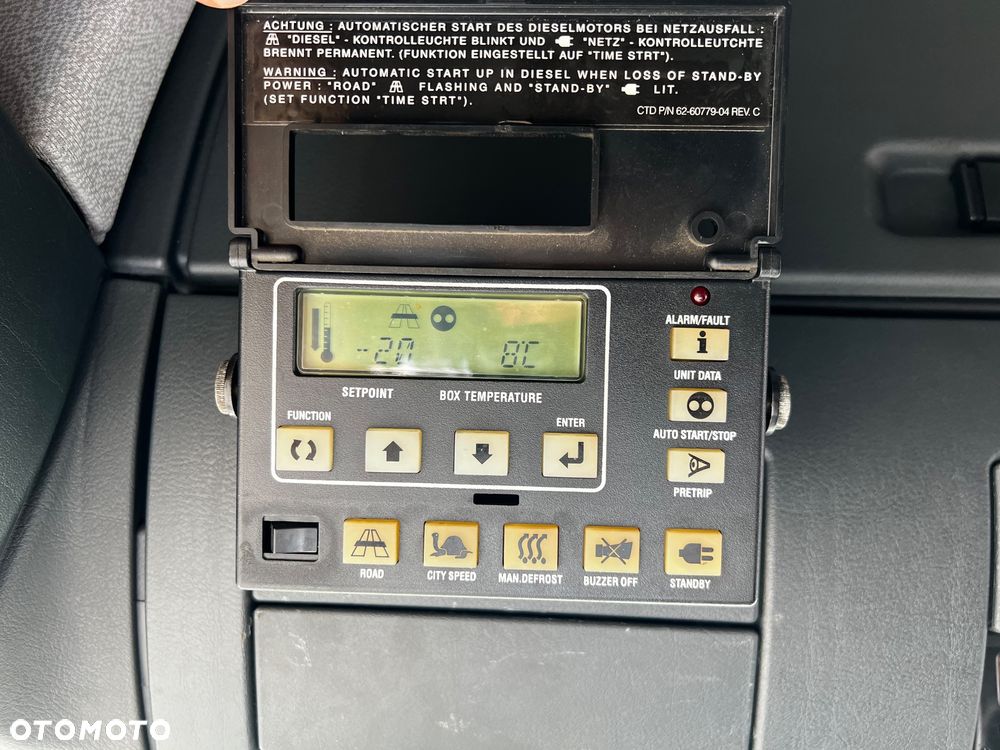 ACHTUNG : AUTOMATISCHER START DES DIESELMOTORS BEI NETZAUSFALL :
"DIESEL" - KONTROLLEUCHTE BLINKT UND "NETZ" - KONTROLLEUTCHTE
BRENNT PERMANENT. (FUNKTION EINGESTELLT AUF "TIME STRT").
WARNING : AUTOMATIC START UP IN DIESEL WHEN LOSS OF STAND-BY
POWER : "ROAD" FLASHING AND "STAND-BY" LIT.
(SET FUNCTION "TIME STRT").
CTD P/N 62-60779-04 REV. C
-20 8C
SETPOINT BOX TEMPERATURE
FUNCTION ENTER
ALARM/FAULT
i
UNIT DATA
AUTO START/STOP
PRETRIP
ROAD CITY SPEED MAN.DEFROST BUZZER OFF STANDBY
OTOMOTO